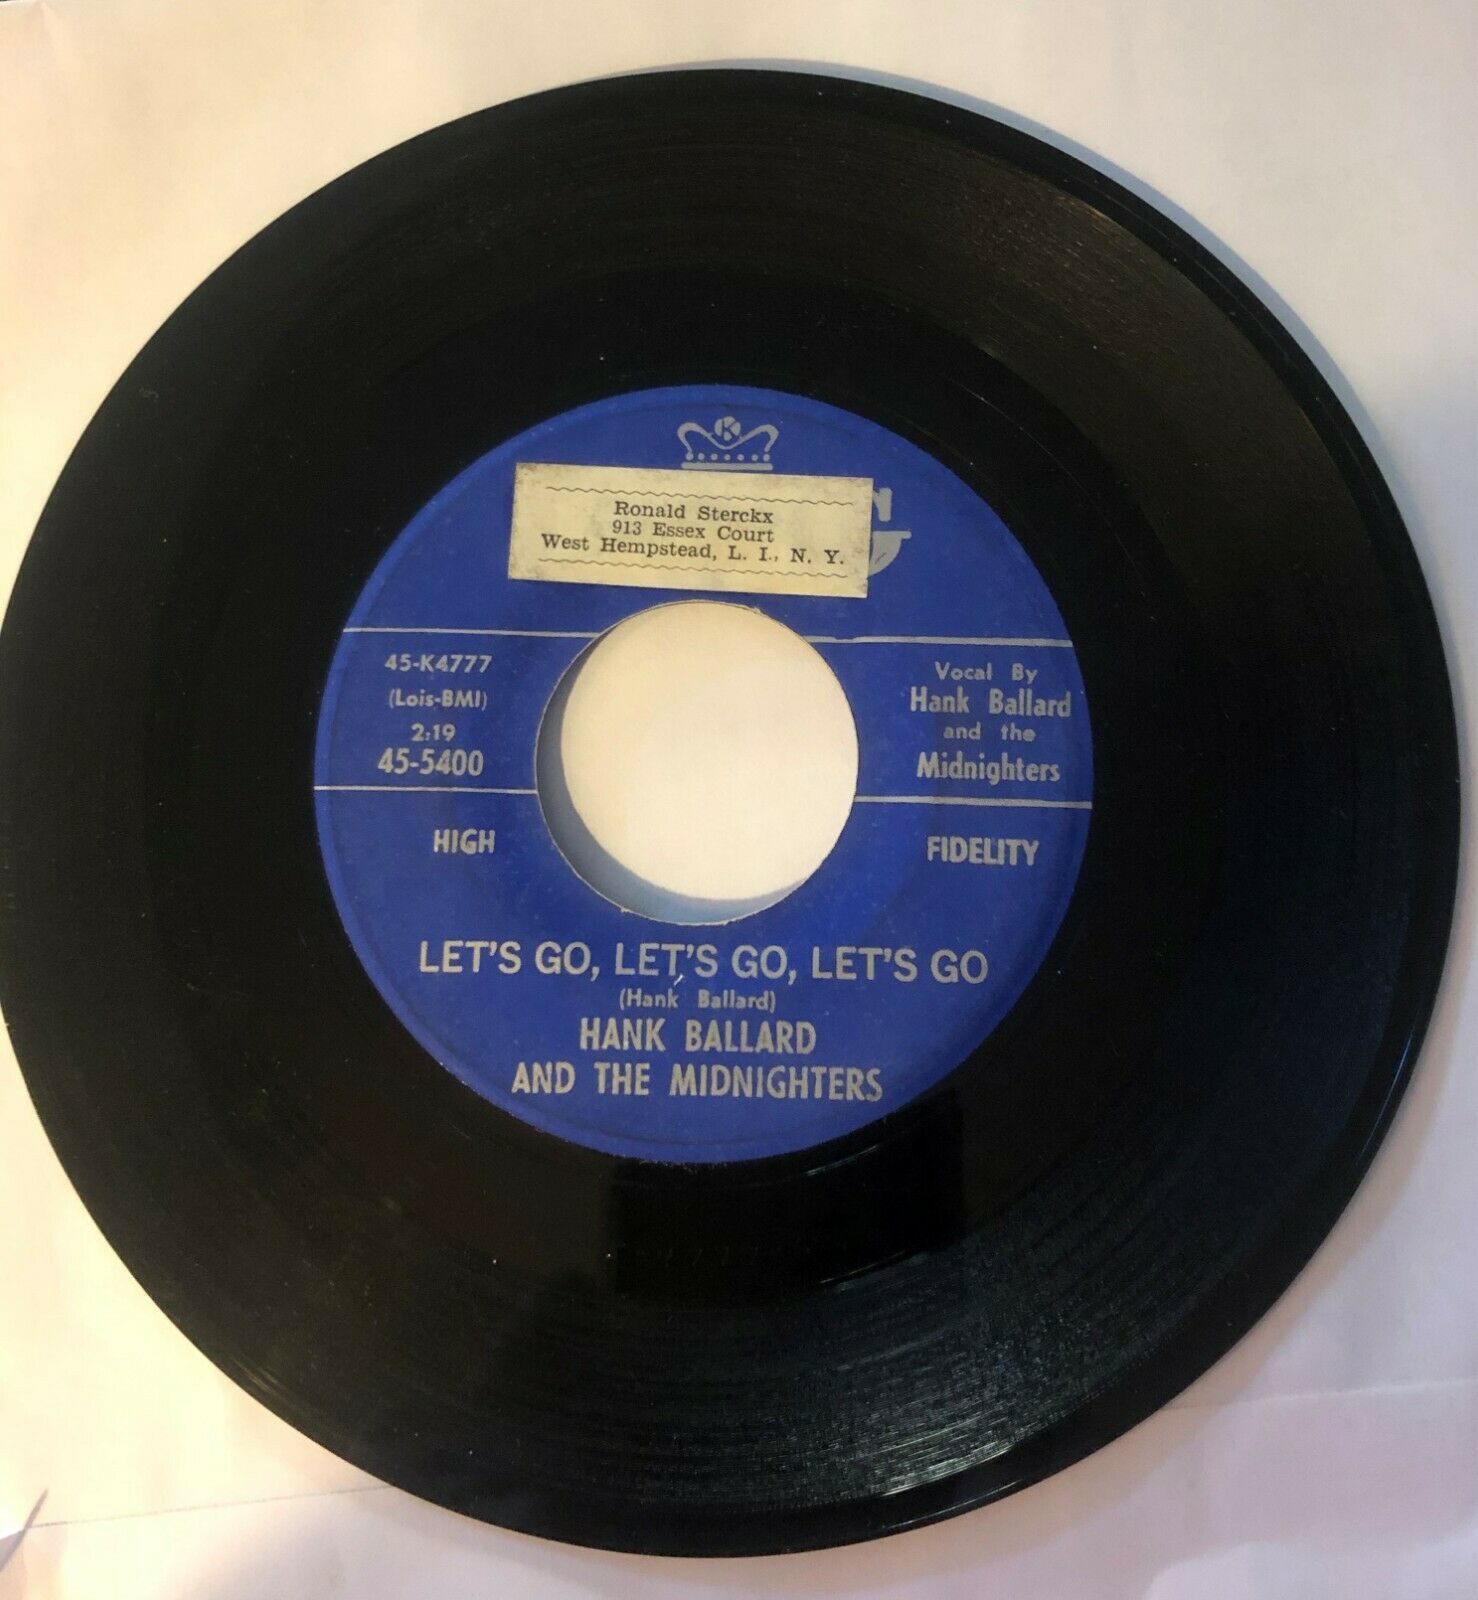 K
Ronald Sterckx
913 Essex Court
West Hempstead, L. I., N. Y.
45-K4777
(Lois-BMI)
2:19
45-5400
Vocal By
Hank Ballard
and the
Midnighters
HIGH
FIDELITY
LET'S GO, LET'S GO, LET'S GO
(Hank Ballard)
HANK BALLARD
AND THE MIDNIGHTERS